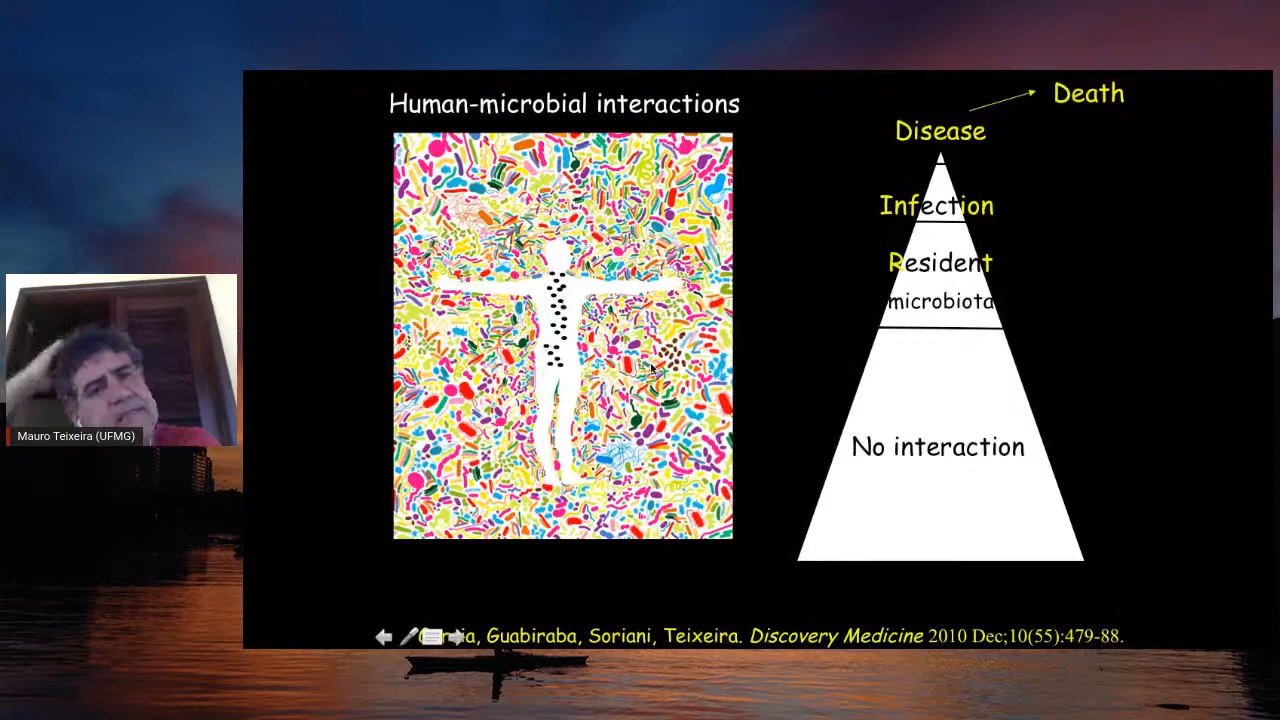 Human-microbial interactions
Death
Disease
Infection
Resident
microbiota
No interaction
Guabiraba, Soriani, Teixeira. Discovery Medicine 2010 Dec;10(55):479-88.
Mauro Teixeira (UFMG)